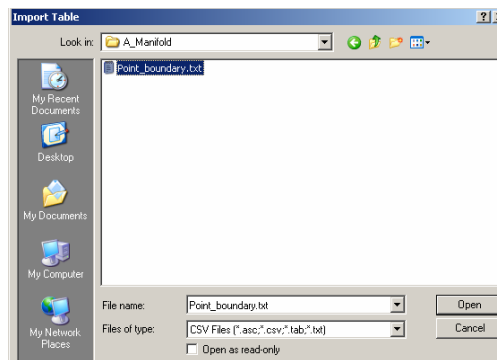 Import Table
Look in: A_Manifold
Point_boundary.txt
My Recent
Documents
Desktop
My Documents
My Computer
My Network
Places
File name: Point_boundary.txt Open
Files of type: CSV Files (*.asc;*.csv;*.tab;*.txt) Cancel
Open as read-only